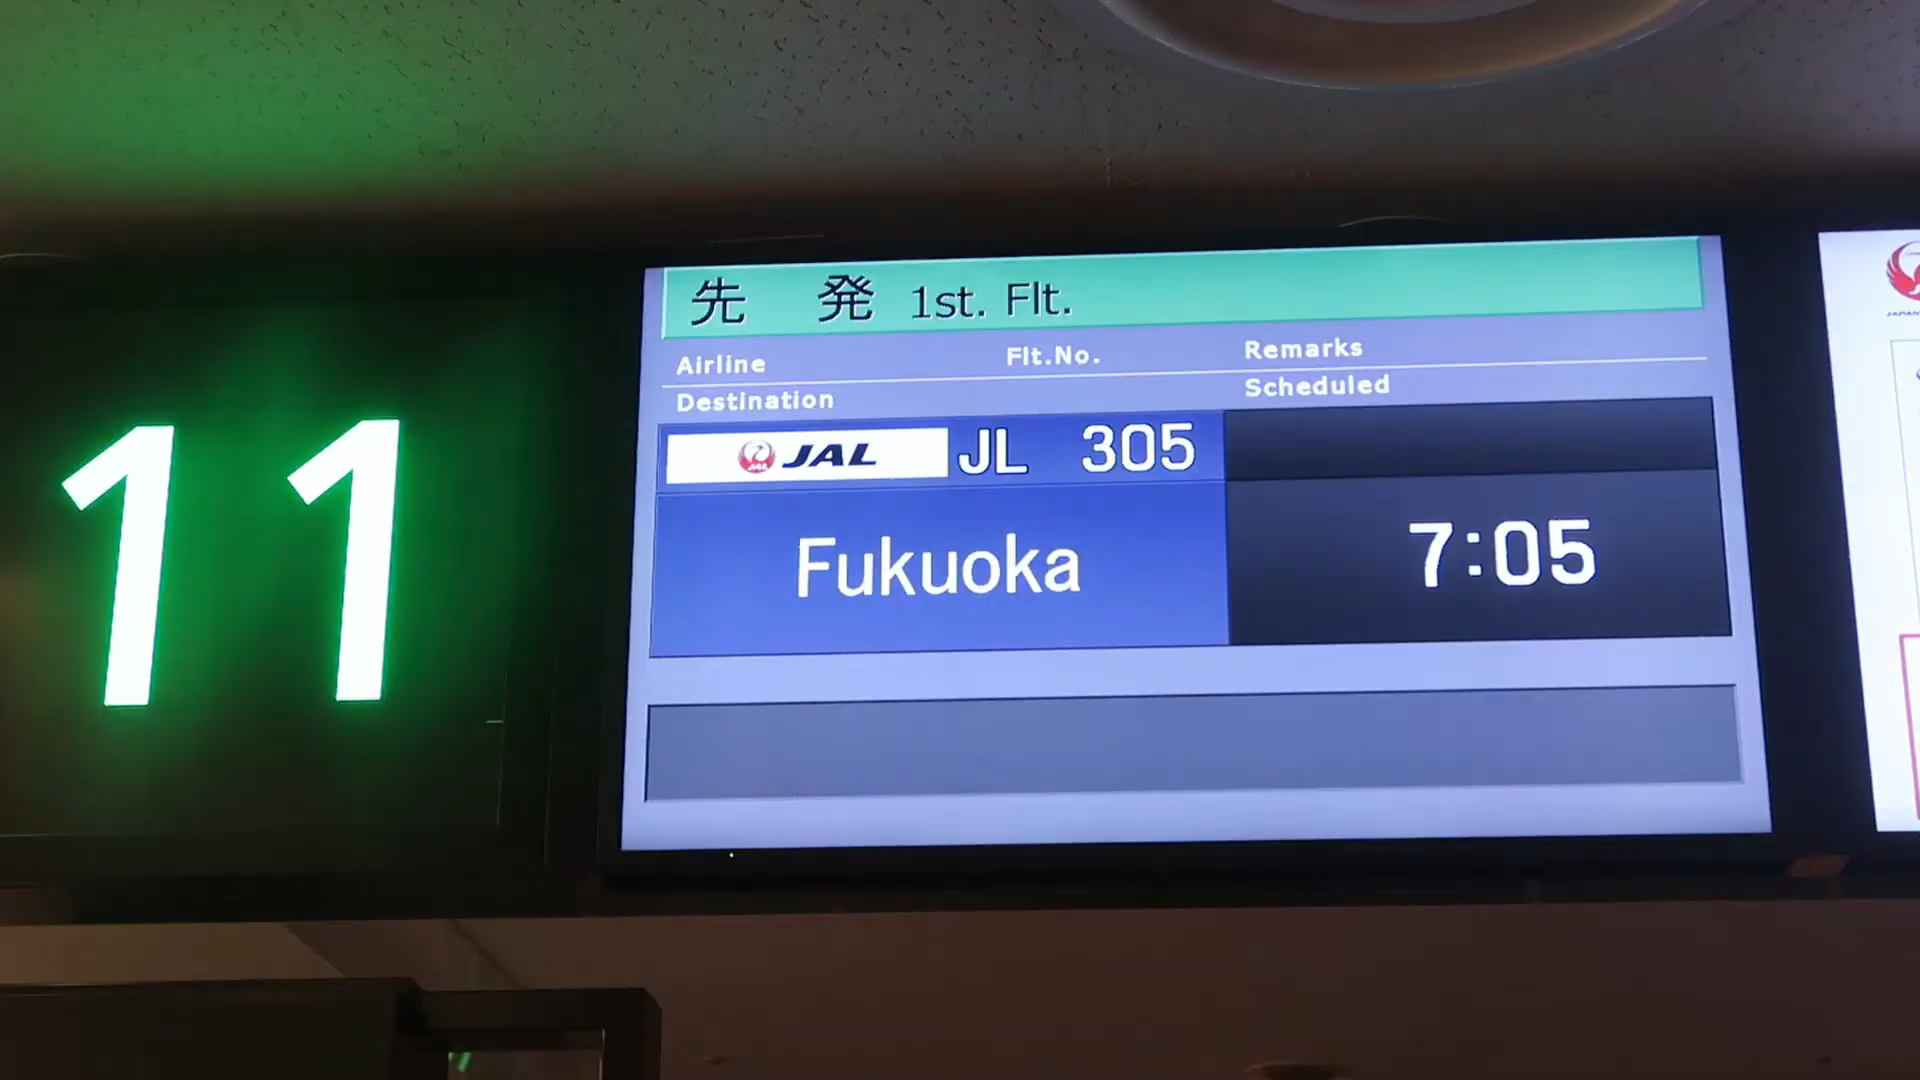 11
先 発 1st. Flt.
Airline Flt.No. Remarks
Destination Scheduled
JAL JL 305
Fukuoka 7:05